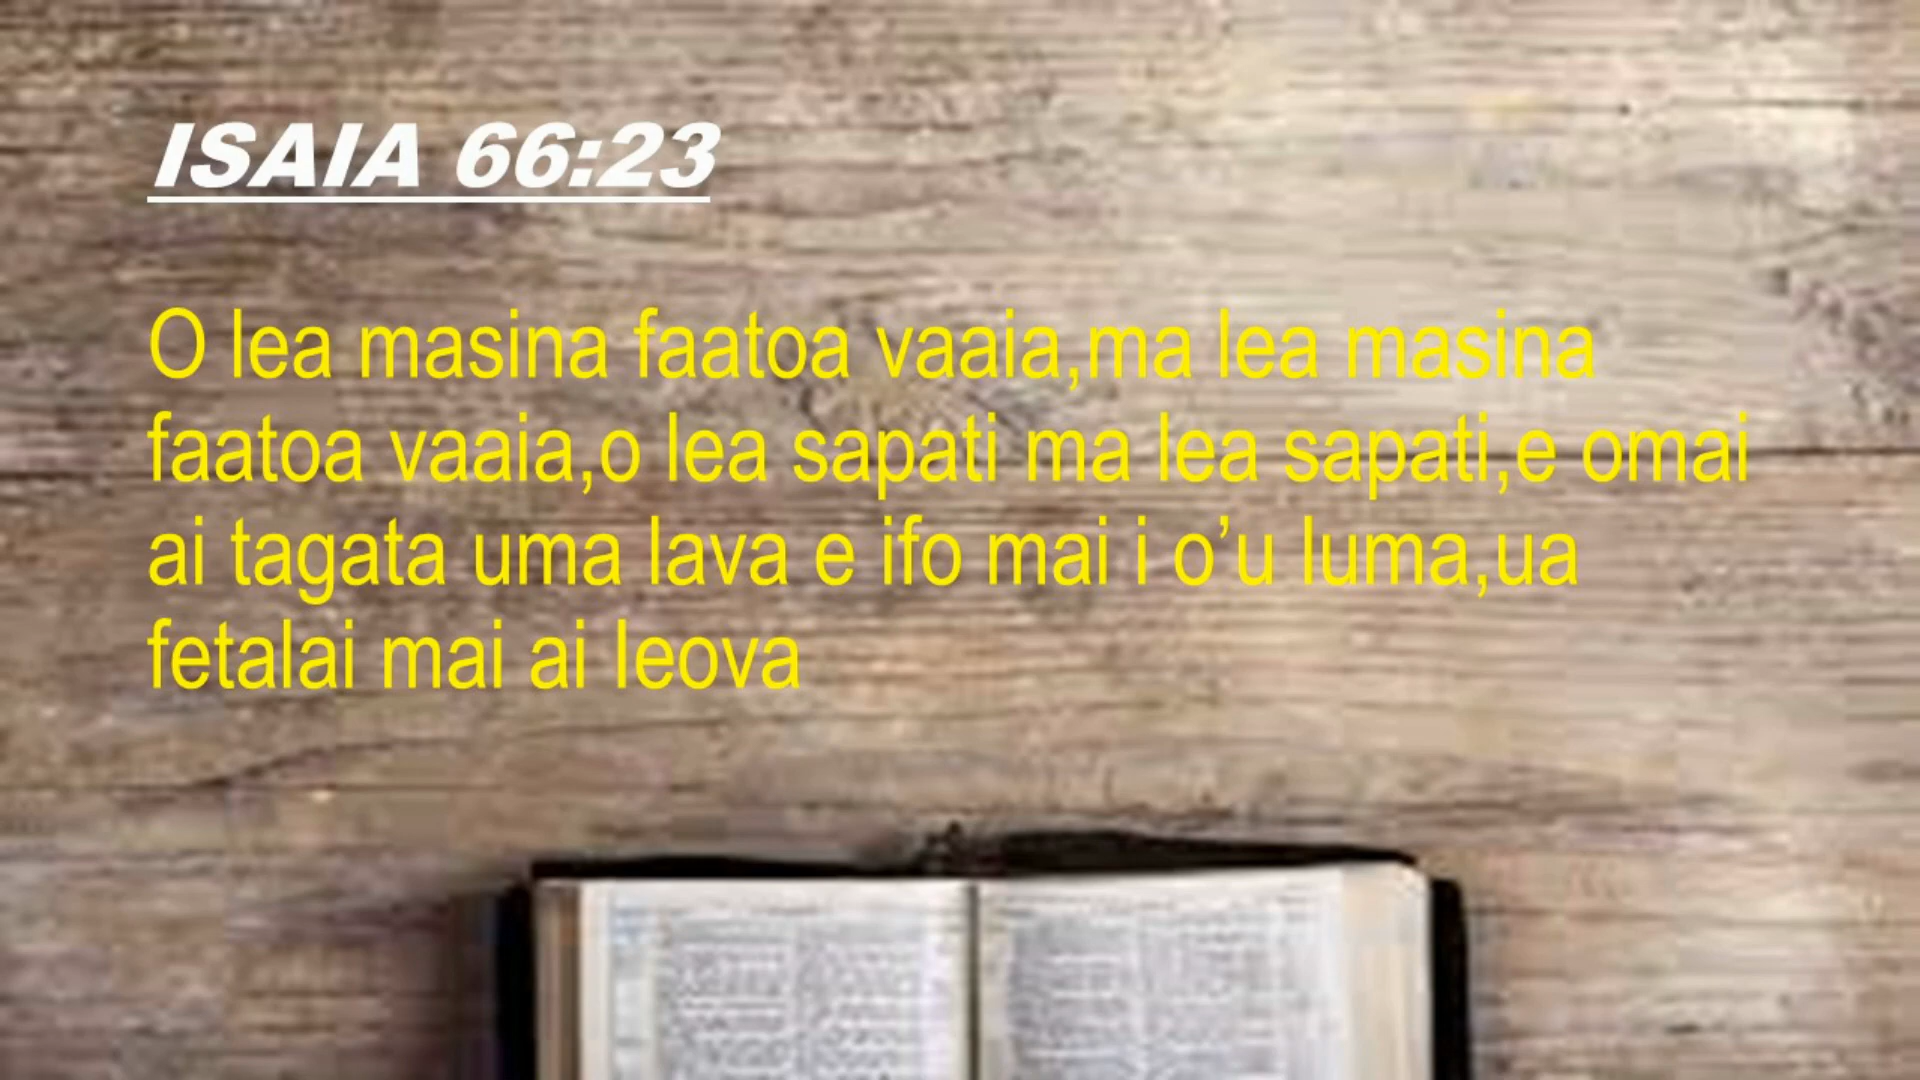 ISAIA 66:23
O lea masina faatoa vaaia,ma lea masina
faatoa vaaia,o lea sapati ma lea sapati,e omai
ai tagata uma lava e ifo mai i o’u luma,ua
fetalai mai ai Ieova